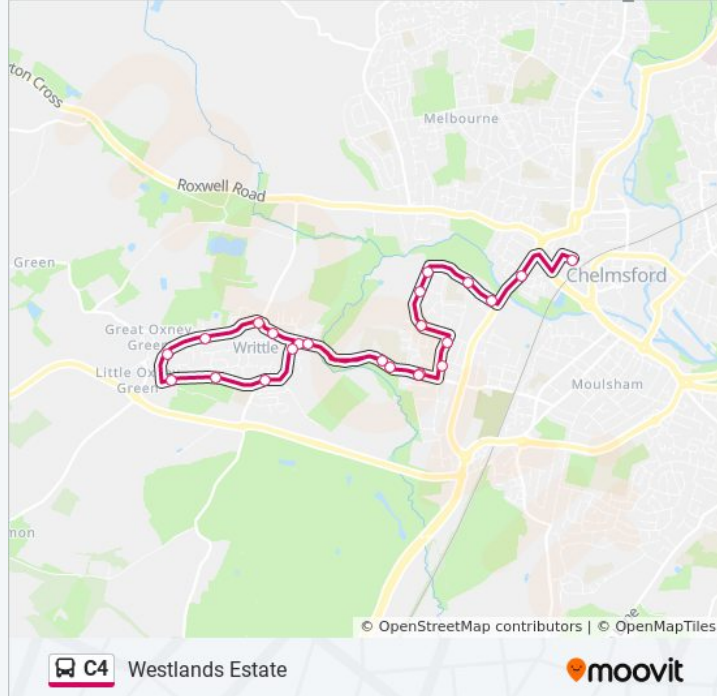 rton Cross
Melbourne
Roxwell Road
Green
Chelmsford
Great Oxney
Green
Writtle
Little Ox
Green
Moulsham
mon
© OpenStreetMap contributors | © OpenMapTiles
C4 Westlands Estate
moovit